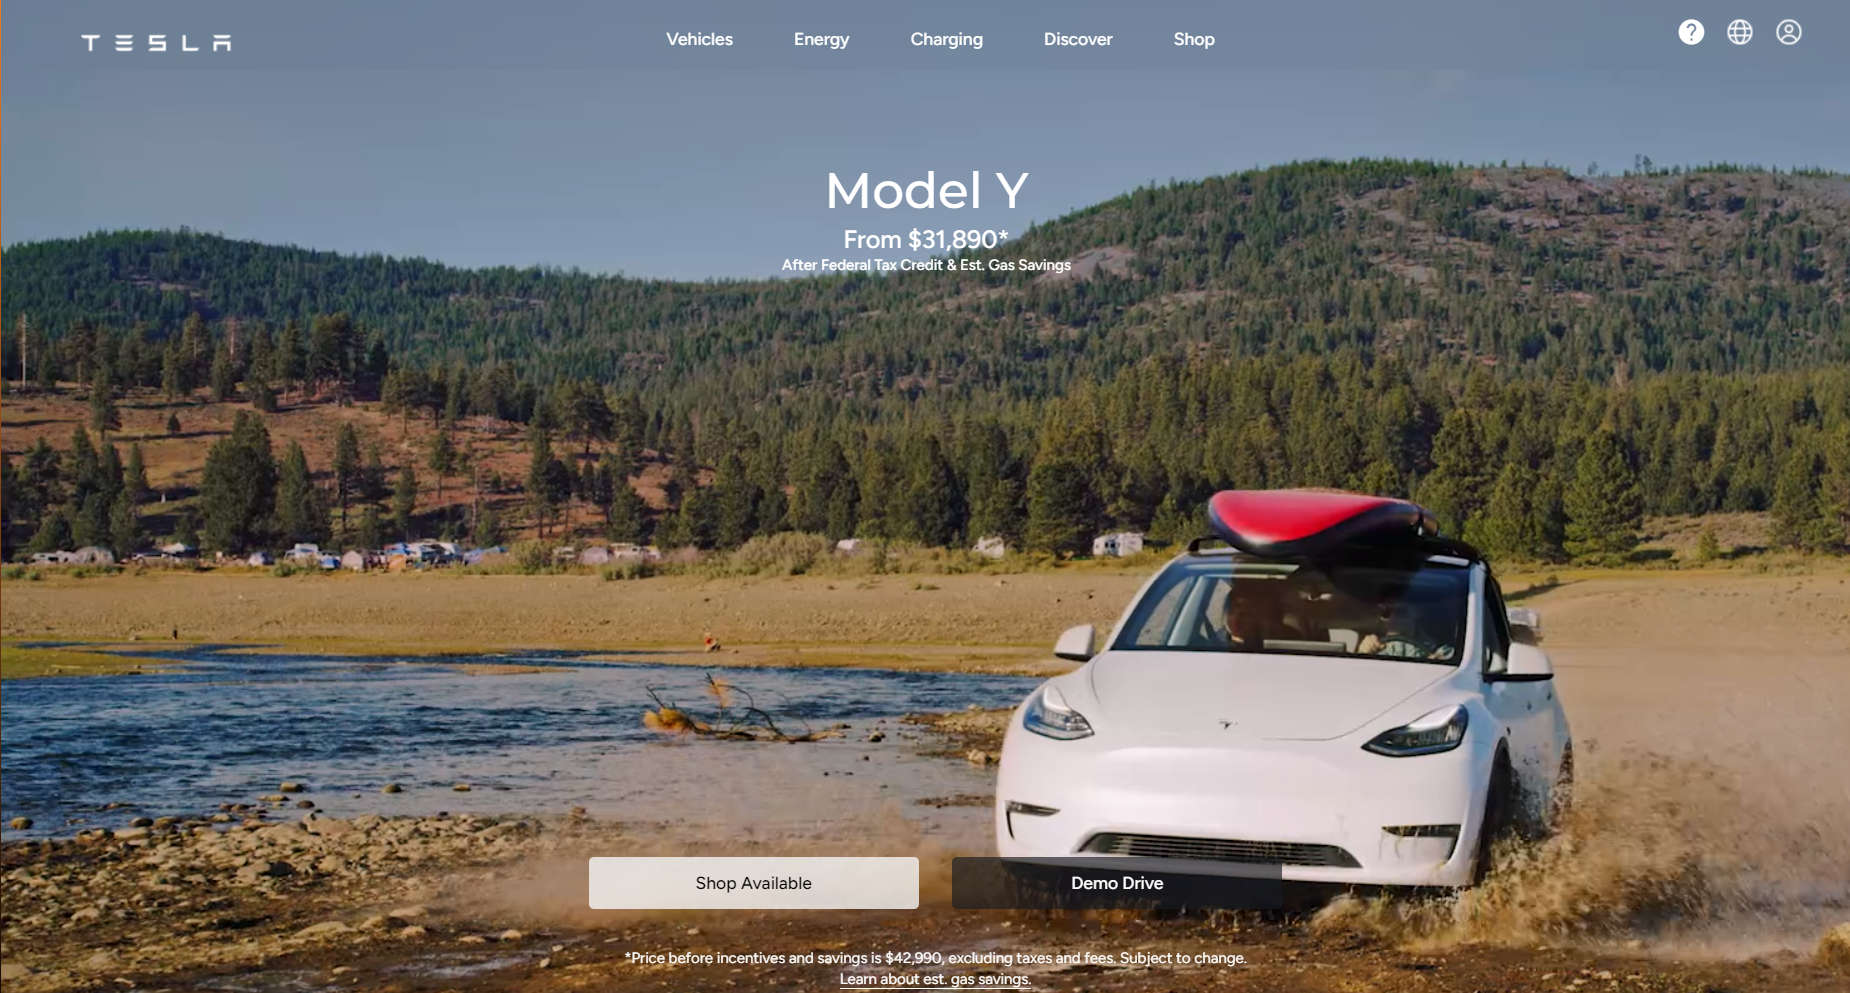 TESLA
Vehicles Energy Charging Discover Shop
Model Y
From $31,890*
After Federal Tax Credit & Est. Gas Savings
Shop Available
Demo Drive
*Price before incentives and savings is $42,990, excluding taxes and fees. Subject to change.
Learn about est. gas savings.